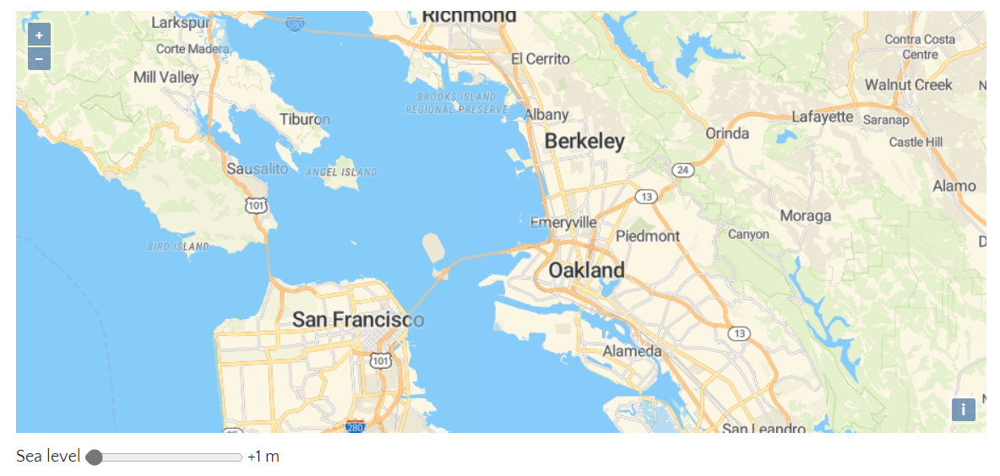 Richmond
Larkspur
580
Contra Costa
Centre
+
Corte Madera
El Cerrito
–
Mill Valley
Walnut Creek
N
BROOKS ISLAND
REGIONAL PRESERVE
Tiburon
Albany
Lafayette
Saranap
Berkeley
Orinda
Castle Hill
Sausalito
ANGEL ISLAND
24
Alamo
101
13
Emeryville
Moraga
BIRD ISLAND
Piedmont
Canyon
D
Oakland
San Francisco
13
101
Alameda
N
i
280
San Leandro
Sea level +1 m